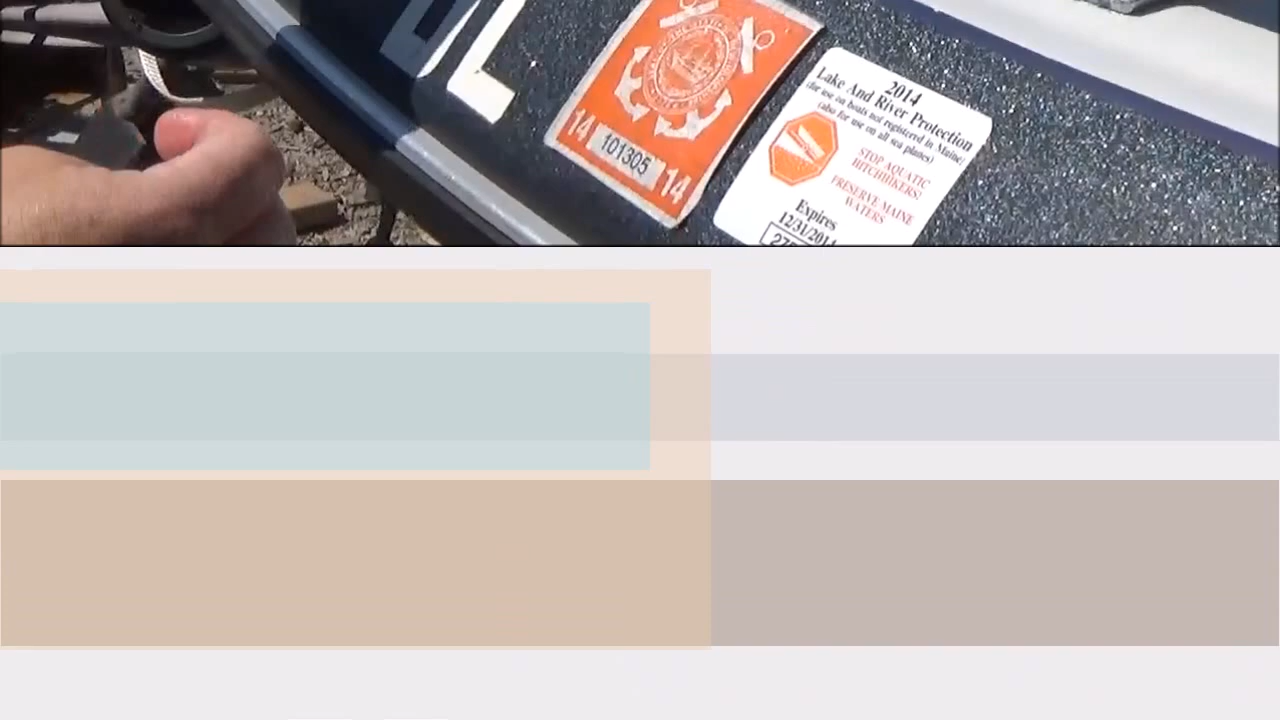 14
101305
14
2014
Lake And River Protection
(for use on boats not registered in Maine;
(also for use on all sea planes)
STOP AQUATIC
HITCHHIKERS!
PRESERVE MAINE
WATERS
Expires
12/31/2014